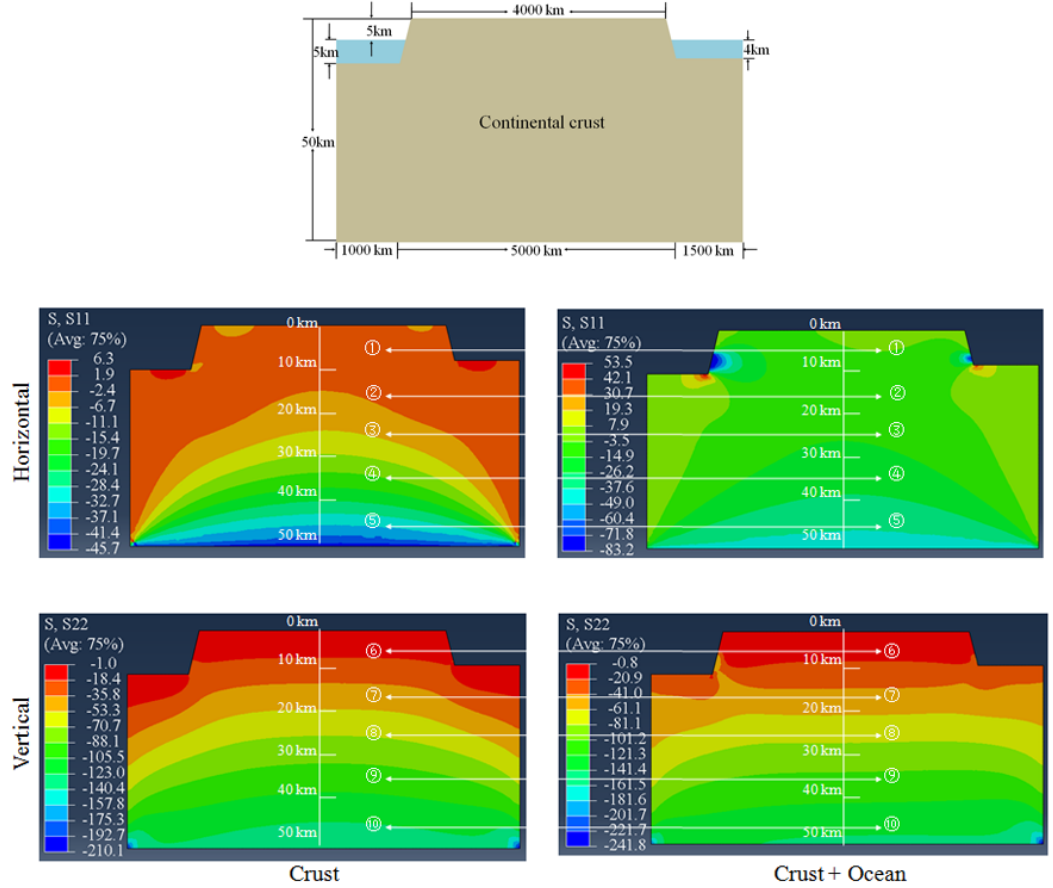 4000 km
5km
5km
4km
Continental crust
50km
1000 km
5000 km
1500 km
Horizontal
S, S11
(Avg: 75%)
6.3
1.9
-2.4
-6.7
-11.1
-15.4
-19.7
-24.1
-28.4
-32.7
-37.1
-41.4
-45.7
0 km
10 km
20 km
30 km
40 km
50 km
①
②
③
④
⑤
S, S11
(Avg: 75%)
53.5
42.1
30.7
19.3
7.9
-3.5
-14.9
-26.2
-37.6
-49.0
-60.4
-71.8
-83.2
0 km
10 km
20 km
30 km
40 km
50 km
①
②
③
④
⑤
Vertical
S, S22
(Avg: 75%)
-1.0
-18.4
-35.8
-53.3
-70.7
-88.1
-105.5
-123.0
-140.4
-157.8
-175.3
-192.7
-210.1
0 km
10 km
20 km
30 km
40 km
50 km
⑥
⑦
⑧
⑨
⑩
Crust
S, S22
(Avg: 75%)
-0.8
-20.9
-41.0
-61.1
-81.1
-101.2
-121.3
-141.4
-161.5
-181.6
-201.7
-221.7
-241.8
0 km
10 km
20 km
30 km
40 km
50 km
⑥
⑦
⑧
⑨
⑩
Crust + Ocean